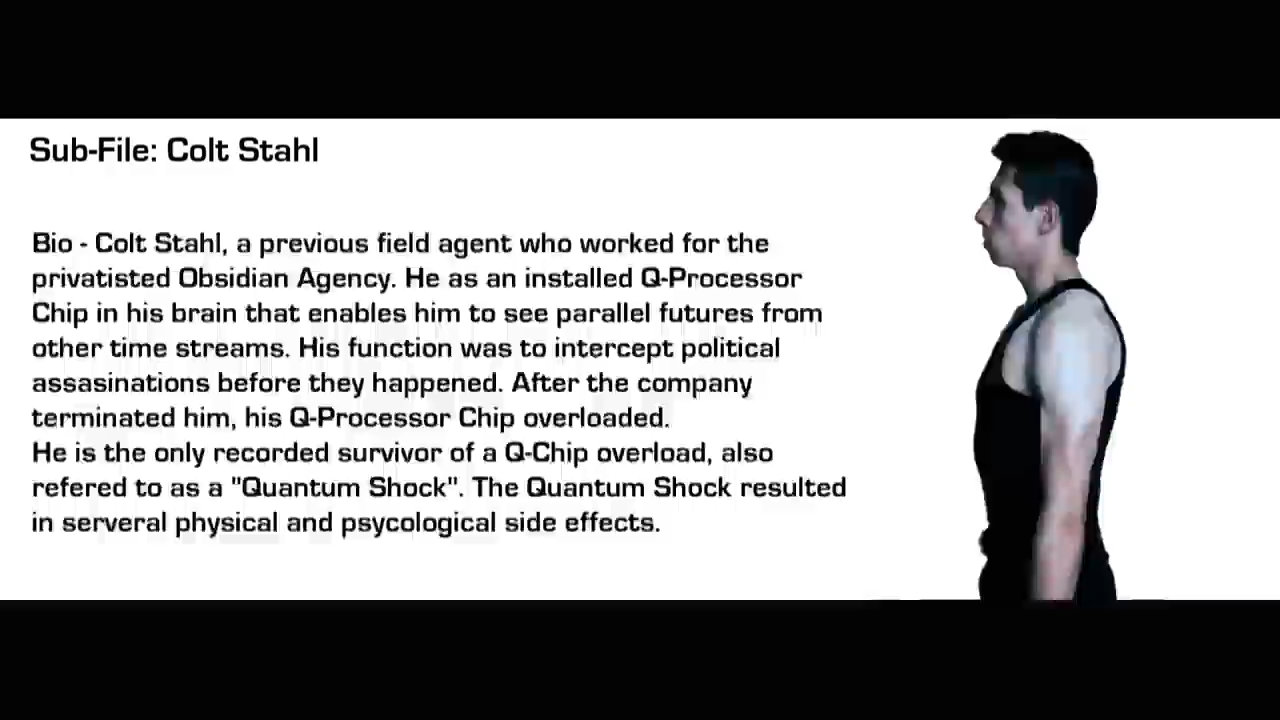 Sub-File: Colt Stahl
Bio - Colt Stahl, a previous field agent who worked for the
privatisted Obsidian Agency. He as an installed Q-Processor
Chip in his brain that enables him to see parallel futures from
other time streams. His function was to intercept political
assasinations before they happened. After the company
terminated him, his Q-Processor Chip overloaded.
He is the only recorded survivor of a Q-Chip overload, also
refered to as a "Quantum Shock". The Quantum Shock resulted
in serveral physical and psycological side effects.